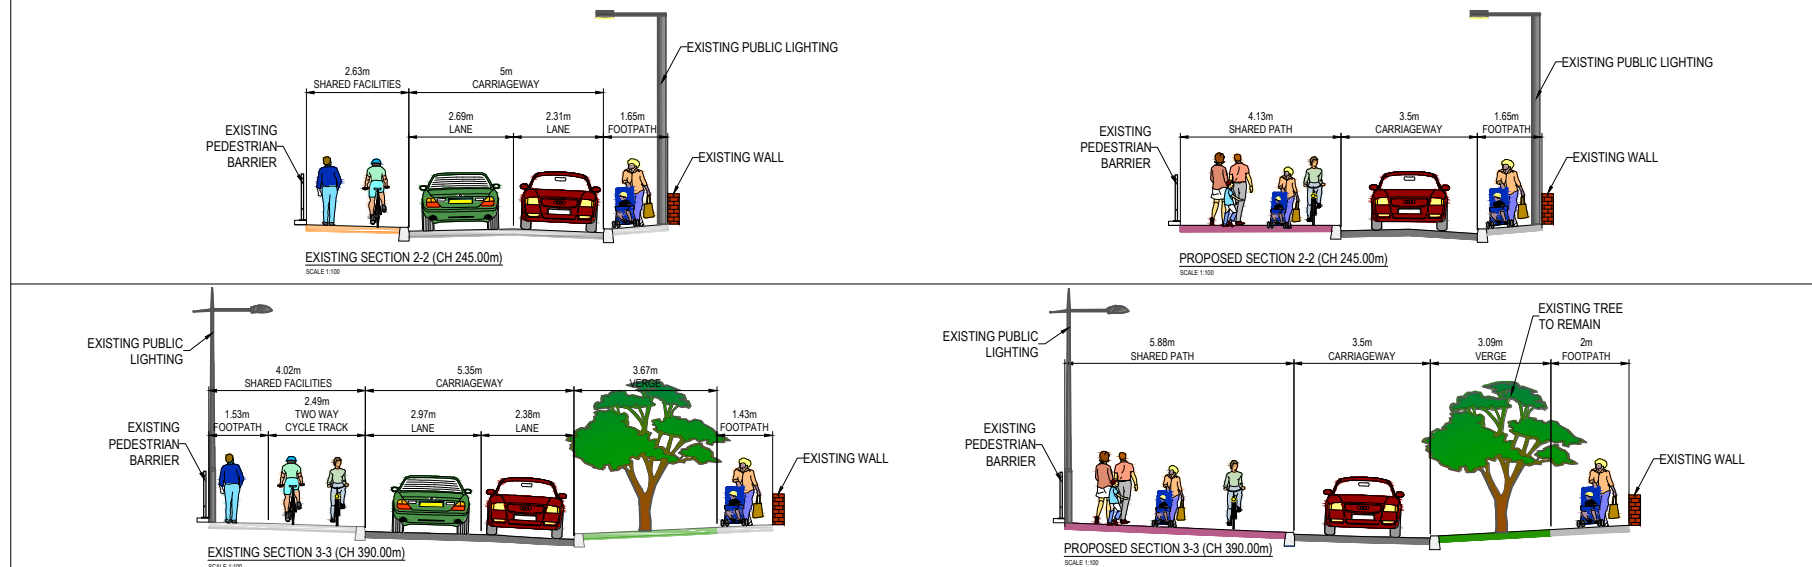 2.63m
SHARED FACILITIES
5m
CARRIAGEWAY
EXISTING PUBLIC LIGHTING
2.69m
LANE
2.31m
LANE
1.65m
FOOTPATH
EXISTING
PEDESTRIAN
BARRIER
EXISTING WALL
EXISTING SECTION 2-2 (CH 245.00m)
SCALE 1:100
4.13m
SHARED PATH
3.5m
CARRIAGEWAY
1.65m
FOOTPATH
EXISTING PUBLIC LIGHTING
EXISTING
PEDESTRIAN
BARRIER
EXISTING WALL
PROPOSED SECTION 2-2 (CH 245.00m)
SCALE 1:100
EXISTING PUBLIC
LIGHTING
4.02m
SHARED FACILITIES
5.35m
CARRIAGEWAY
3.67m
VERGE
1.53m
FOOTPATH
2.49m
TWO WAY
CYCLE TRACK
2.97m
LANE
2.38m
LANE
1.43m
FOOTPATH
EXISTING
PEDESTRIAN
BARRIER
EXISTING WALL
EXISTING SECTION 3-3 (CH 390.00m)
SCALE 1:100
EXISTING PUBLIC
LIGHTING
5.88m
SHARED PATH
3.5m
CARRIAGEWAY
3.09m
VERGE
2m
FOOTPATH
EXISTING TREE
TO REMAIN
EXISTING
PEDESTRIAN
BARRIER
EXISTING WALL
PROPOSED SECTION 3-3 (CH 390.00m)
SCALE 1:100